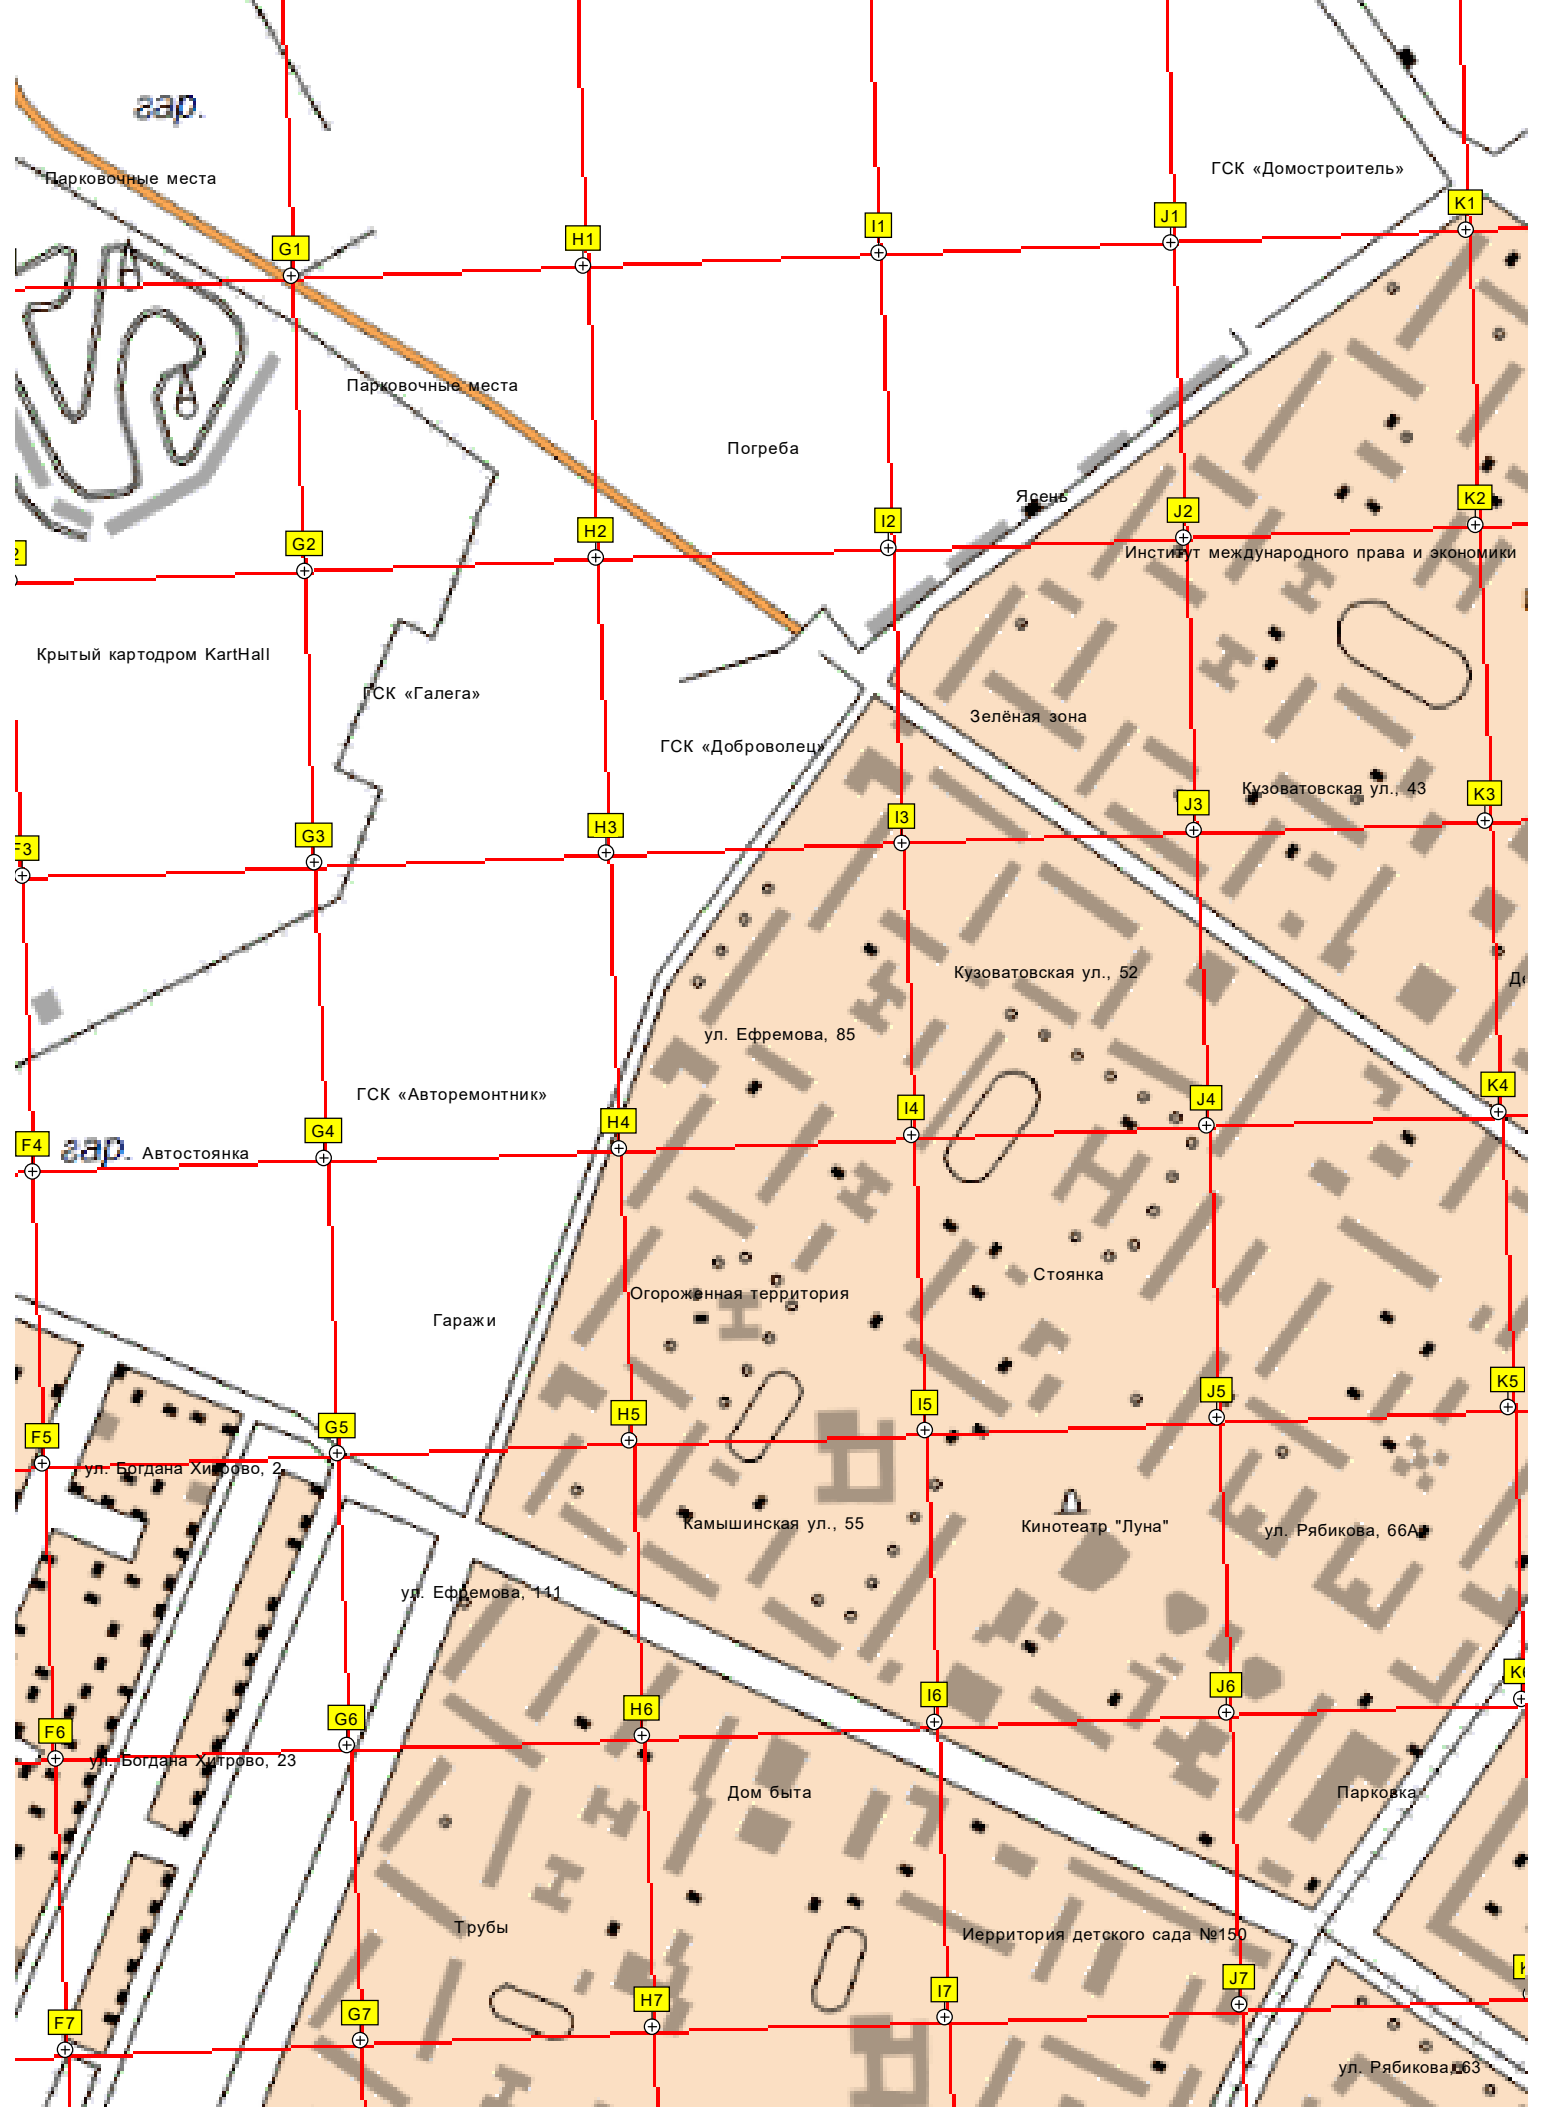 гар.
ГСК «Домостроитель»
Парковочные места
K1
J1
I1
H1
G1
Парковочные места
Погреба
Ясень
K2
J2
I2
H2
G2
2
Институт международного права и экономики
Крытый картодром KartHall
ГСК «Галега»
Зелёная зона
ГСК «Доброволец»
Кузоватовская ул., 43
K3
J3
I3
H3
G3
F3
Кузоватовская ул., 52
ул. Ефремова, 85
K4
ГСК «Авторемонтник»
J4
I4
H4
G4
F4
гар.
Автостоянка
Стоянка
Огороженная территория
Гаражи
K5
J5
I5
H5
G5
F5
ул. Богдана Хитрово, 2
Камышинская ул., 55
Кинотеатр "Луна"
ул. Рябикова, 66А
ул. Ефремова, 111
J6
I6
H6
G6
F6
ул. Богдана Хитрово, 23
Дом быта
Парковка
Трубы
Иерритория детского сада №150
J7
I7
H7
G7
F7
ул. Рябикова, 63